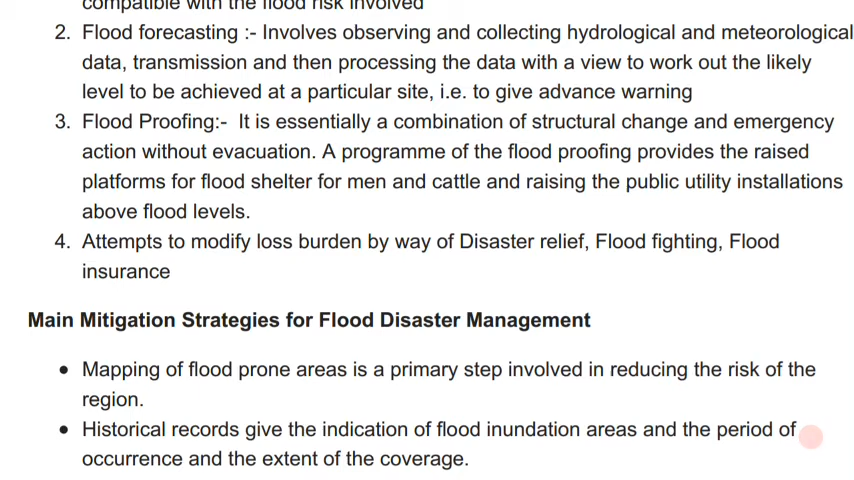 compatible with the flood risk involved
2. Flood forecasting :- Involves observing and collecting hydrological and meteorological
data, transmission and then processing the data with a view to work out the likely
level to be achieved at a particular site, i.e. to give advance warning
3. Flood Proofing:-  It is essentially a combination of structural change and emergency
action without evacuation. A programme of the flood proofing provides the raised
platforms for flood shelter for men and cattle and raising the public utility installations
above flood levels.
4. Attempts to modify loss burden by way of Disaster relief, Flood fighting, Flood
insurance
Main Mitigation Strategies for Flood Disaster Management
● Mapping of flood prone areas is a primary step involved in reducing the risk of the
region.
● Historical records give the indication of flood inundation areas and the period of
occurrence and the extent of the coverage.